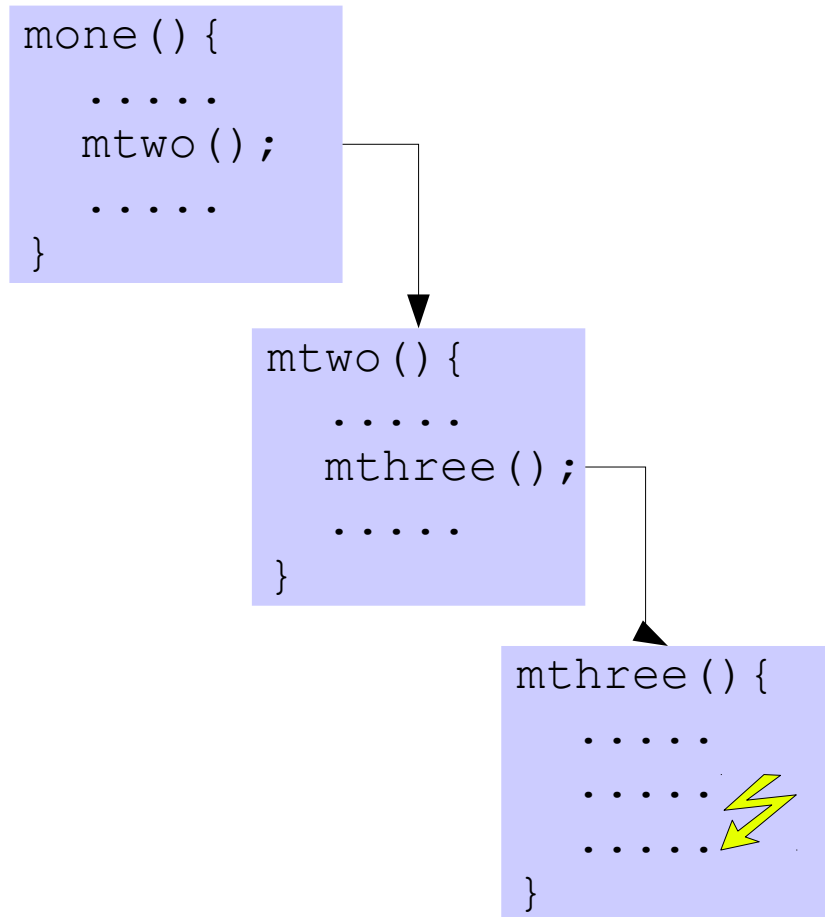 mone(){
.....
mtwo();
.....
}
mtwo(){
.....
mthree();
.....
}
mthree(){
.....
.....
.....
}